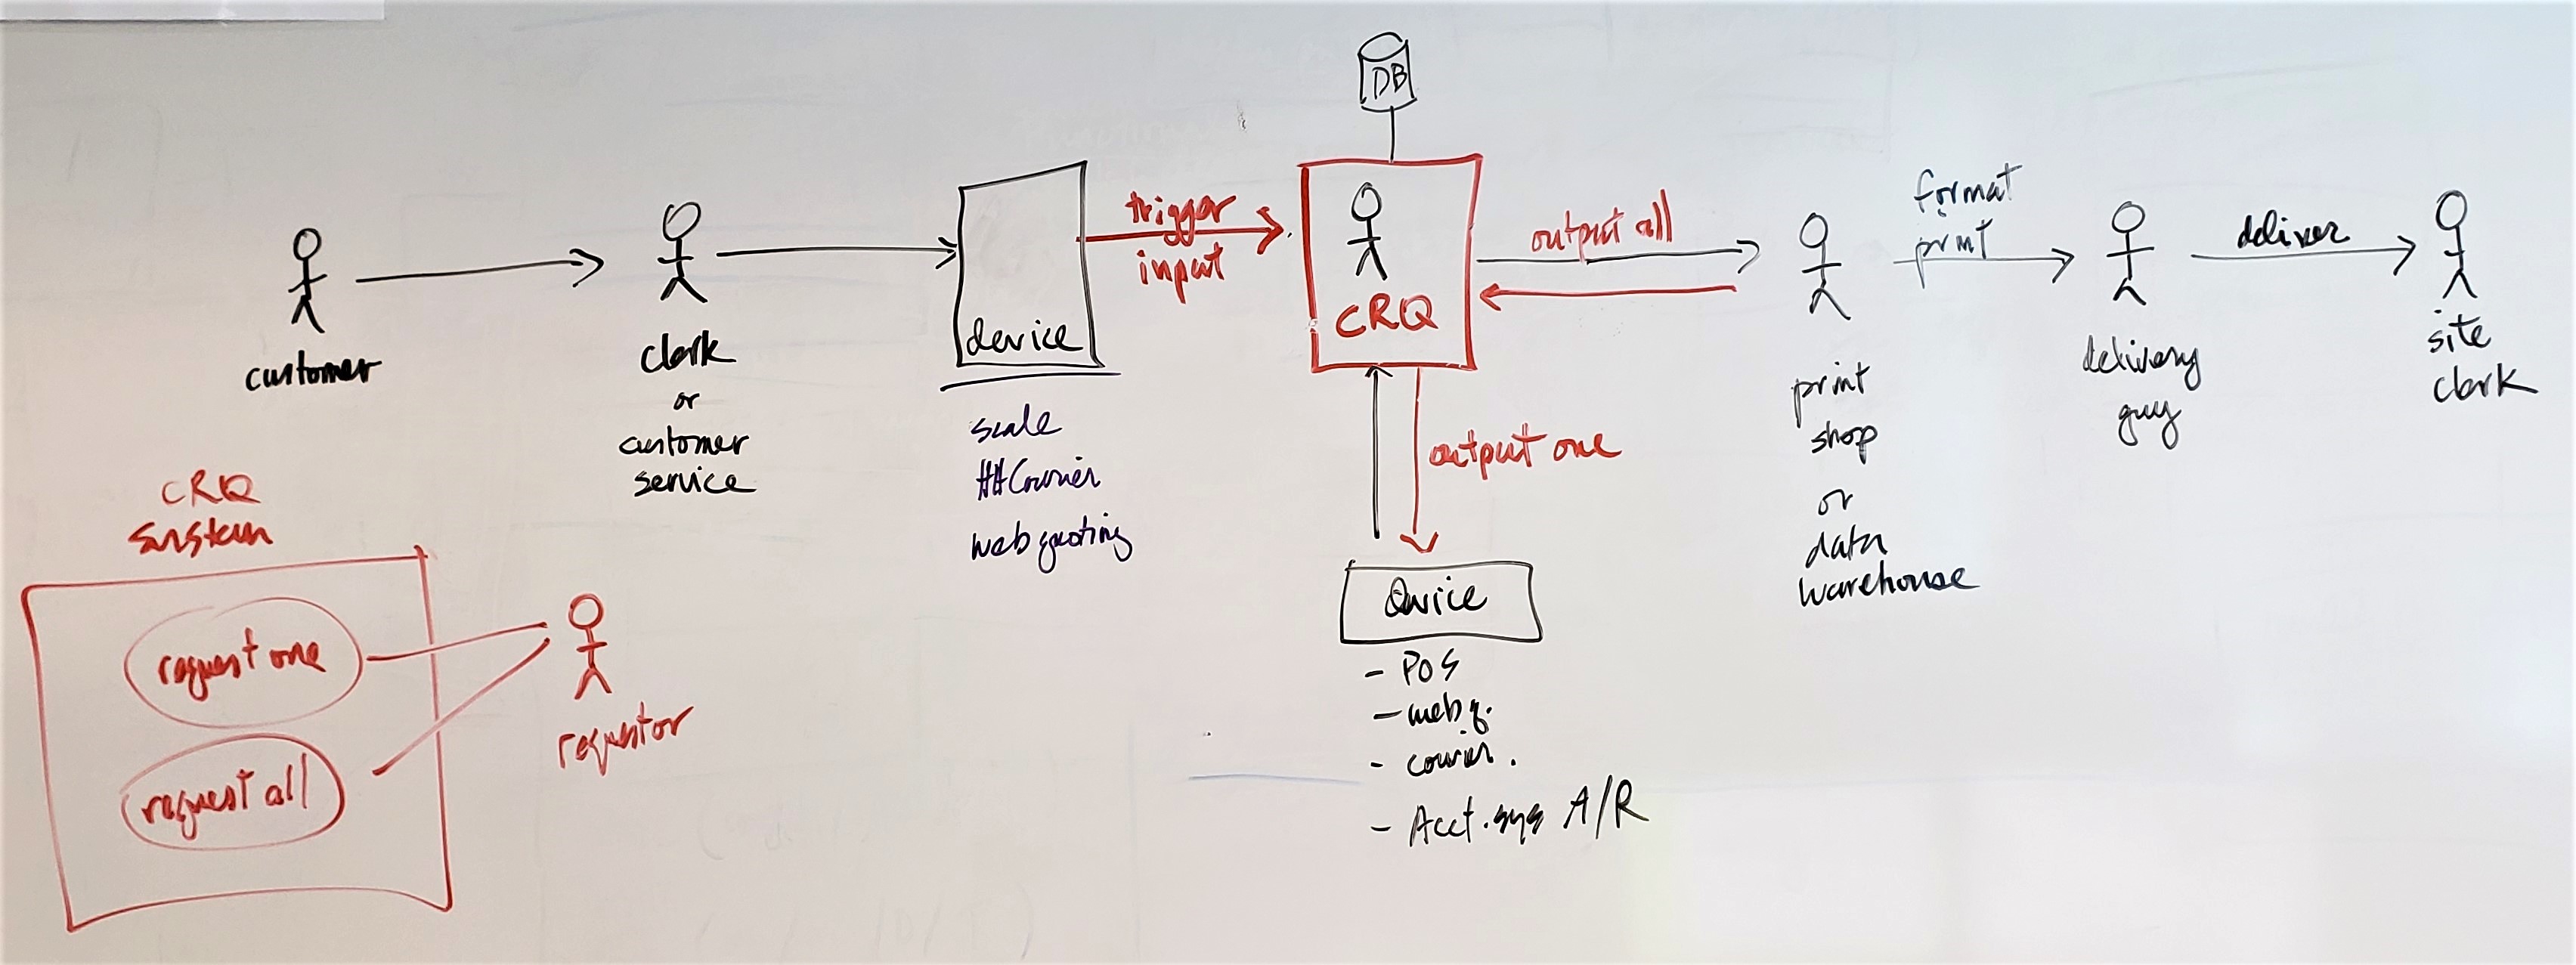 DB
customer
clark
or
customer
service
device
scale
HHCourier
web quoting
trigger
input
CRQ
output all
output one
Device
- POS
- web q.
- courier.
- Acct. sys A/R
print
shop
or
data
warehouse
format
print
delivery
guy
deliver
site
clark
CRQ
system
request one
request all
requestor